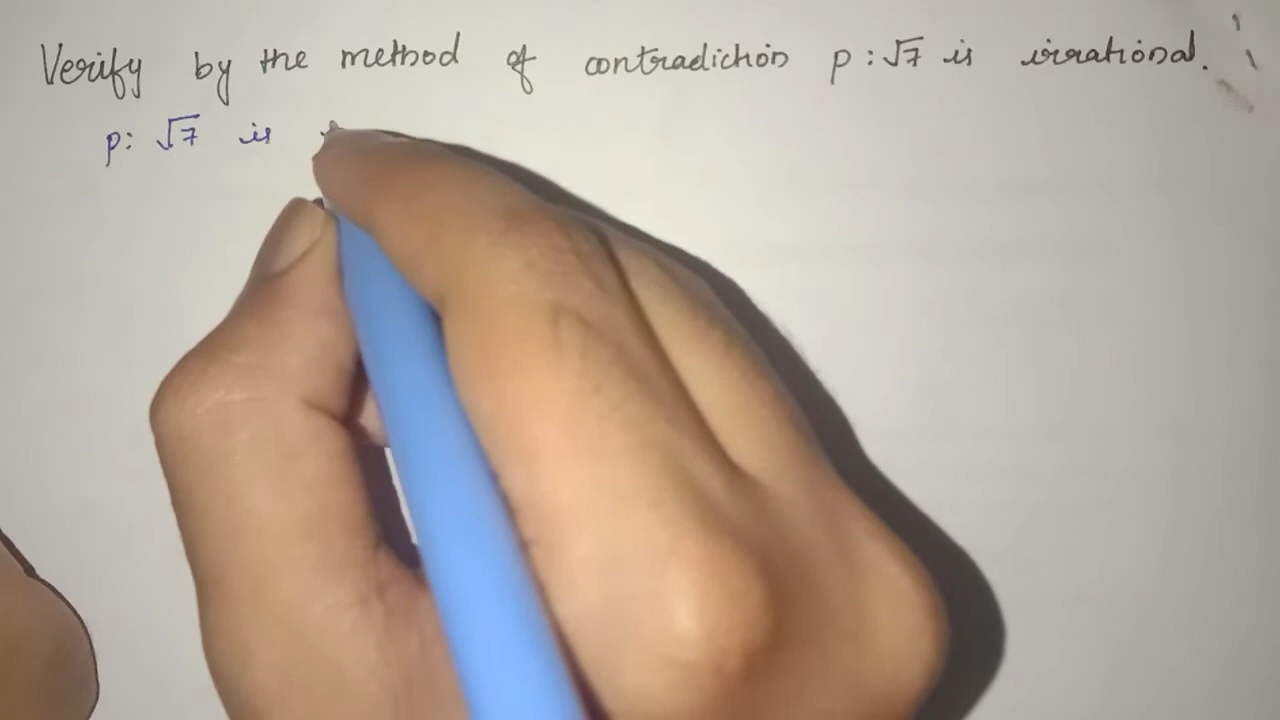 Verify by the method of contradiction p : √7 is irrational.
p: √7 is